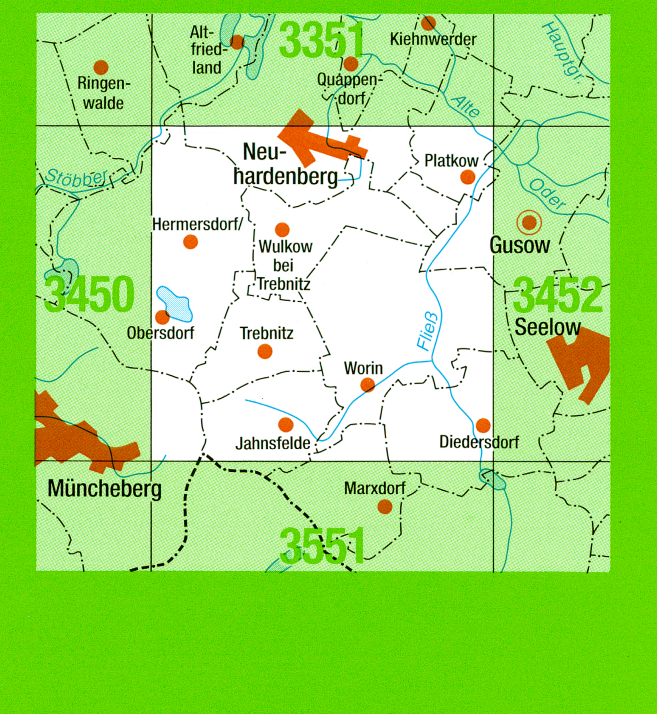 Alt-
fried
land
3351
Kiehnwerder
Hauptgr.
Ringen-
walde
Quappen-
dorf
Alte
Neu-
hardenberg
Platkow
Stöbber
Oder
Hermersdorf/
Wulkow
bei
Trebnitz
Gusow
3450
3452
Obersdorf
Trebnitz
Fließ
Seelow
Worin
Jahnsfelde
Diedersdorf
Müncheberg
Marxdorf
3551